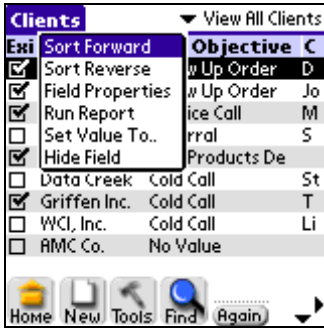 Clients ▼ View All Clients
Exi Objective C
Sort Forward
Sort Reverse w Up Order D
Field Properties w Up Order Jo
Run Report ice Call M
Set Value To.. rral S
Hide Field Products De
Data Creek Cold Call St
Griffen Inc. Cold Call T
WCI, Inc. Cold Call Li
AMC Co. No Value
Home New Tools Find Again